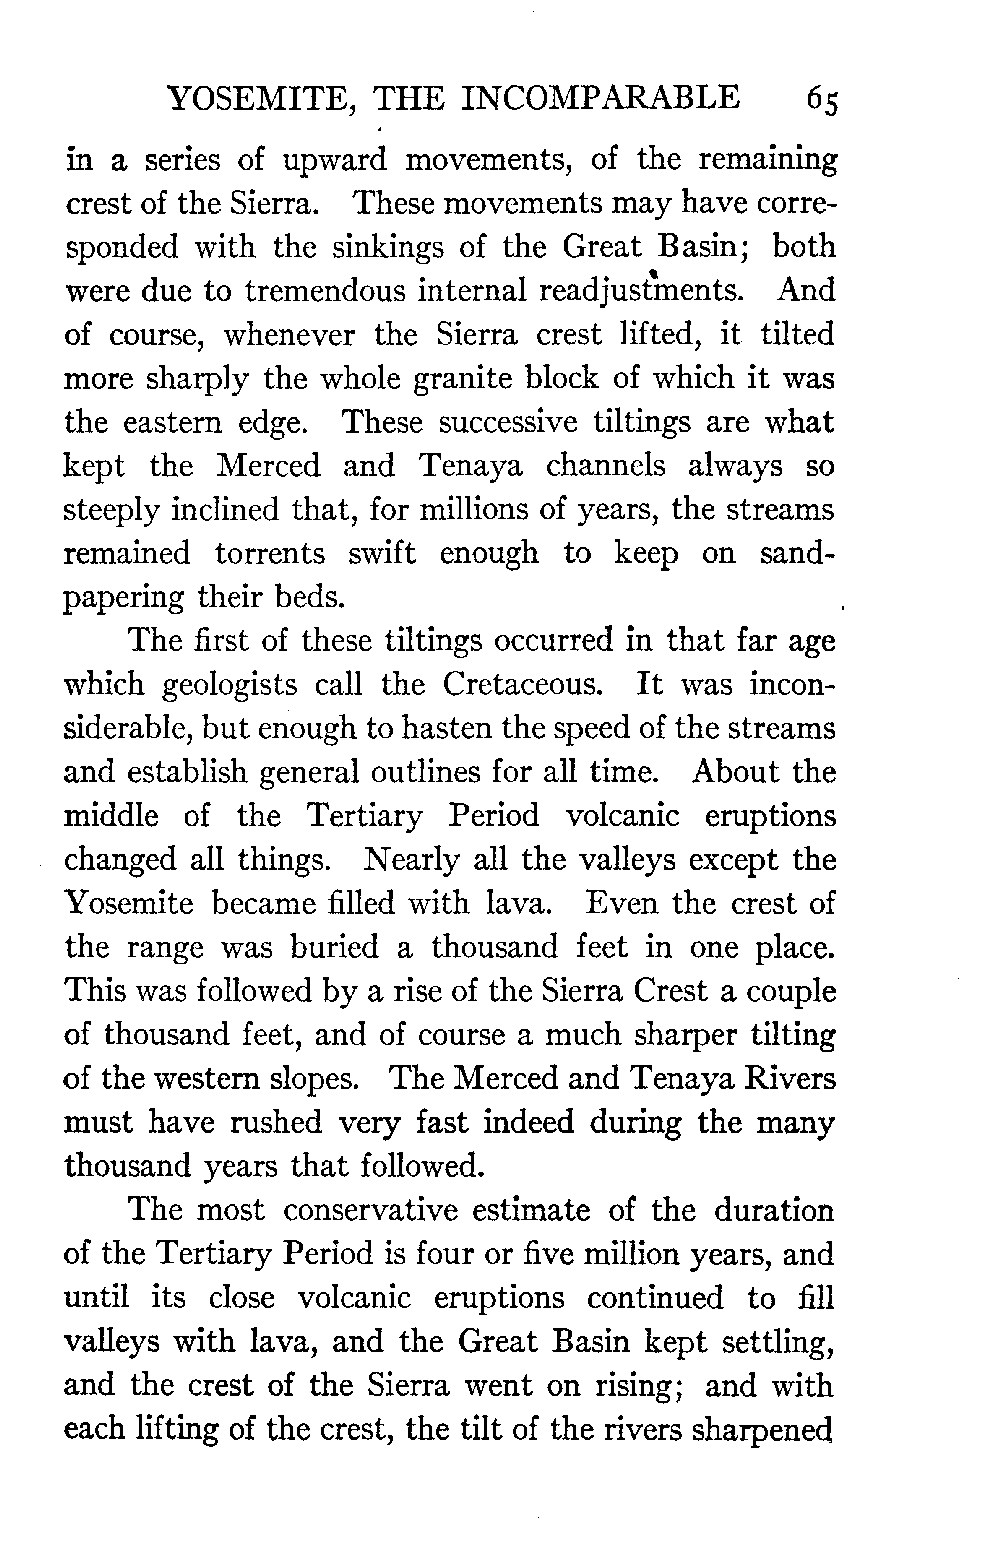 YOSEMITE, THE INCOMPARABLE 65
in a series of upward movements, of the remaining
crest of the Sierra. These movements may have corre-
sponded with the sinkings of the Great Basin; both
were due to tremendous internal readjustments. And
of course, whenever the Sierra crest lifted, it tilted
more sharply the whole granite block of which it was
the eastern edge. These successive tiltings are what
kept the Merced and Tenaya channels always so
steeply inclined that, for millions of years, the streams
remained torrents swift enough to keep on sand-
papering their beds.
The first of these tiltings occurred in that far age
which geologists call the Cretaceous. It was incon-
siderable, but enough to hasten the speed of the streams
and establish general outlines for all time. About the
middle of the Tertiary Period volcanic eruptions
changed all things. Nearly all the valleys except the
Yosemite became filled with lava. Even the crest of
the range was buried a thousand feet in one place.
This was followed by a rise of the Sierra Crest a couple
of thousand feet, and of course a much sharper tilting
of the western slopes. The Merced and Tenaya Rivers
must have rushed very fast indeed during the many
thousand years that followed.
The most conservative estimate of the duration
of the Tertiary Period is four or five million years, and
until its close volcanic eruptions continued to fill
valleys with lava, and the Great Basin kept settling,
and the crest of the Sierra went on rising; and with
each lifting of the crest, the tilt of the rivers sharpened